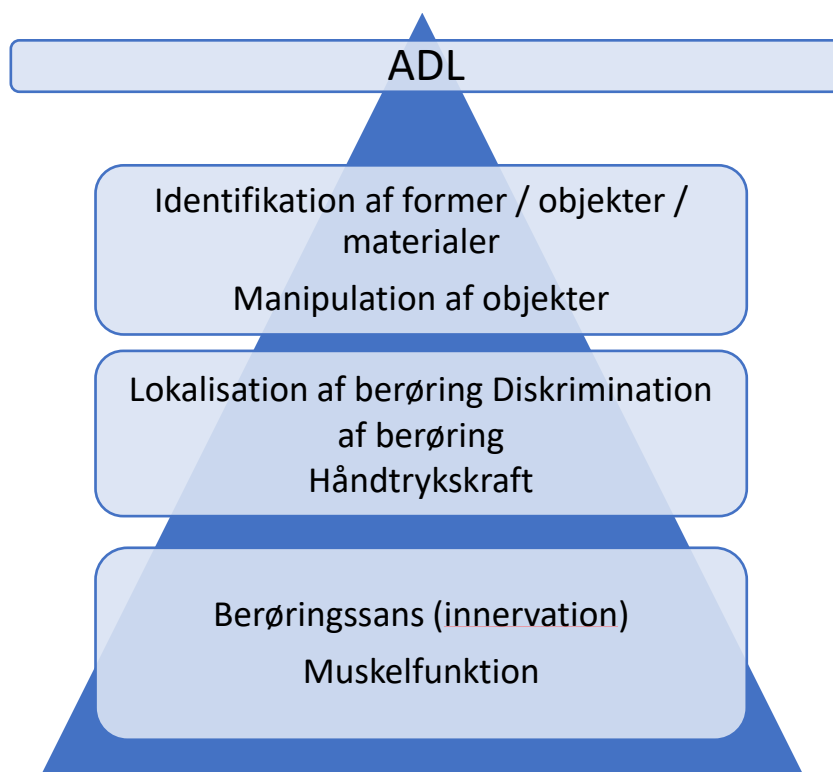 ADL
Identifikation af former / objekter /
materialer
Manipulation af objekter
Lokalisation af berøring Diskrimination
af berøring
Håndtrykskraft
Berøringssans (innervation)
Muskelfunktion